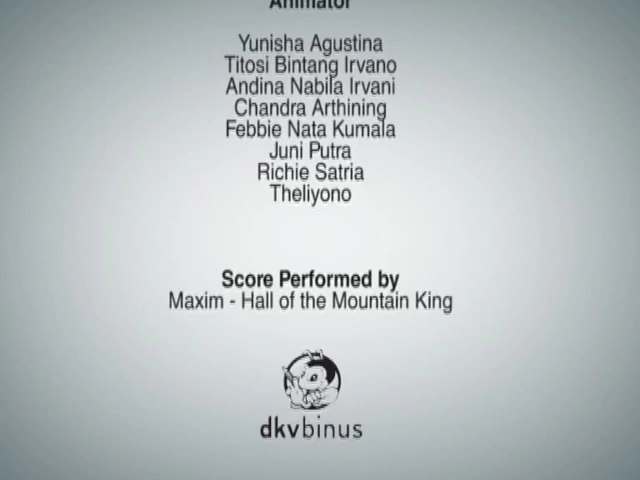 Animator
Yunisha Agustina
Titosi Bintang Irvano
Andina Nabila Irvani
Chandra Arthining
Febbie Nata Kumala
Juni Putra
Richie Satria
Theliyono
Score Performed by
Maxim - Hall of the Mountain King
dkvbinus